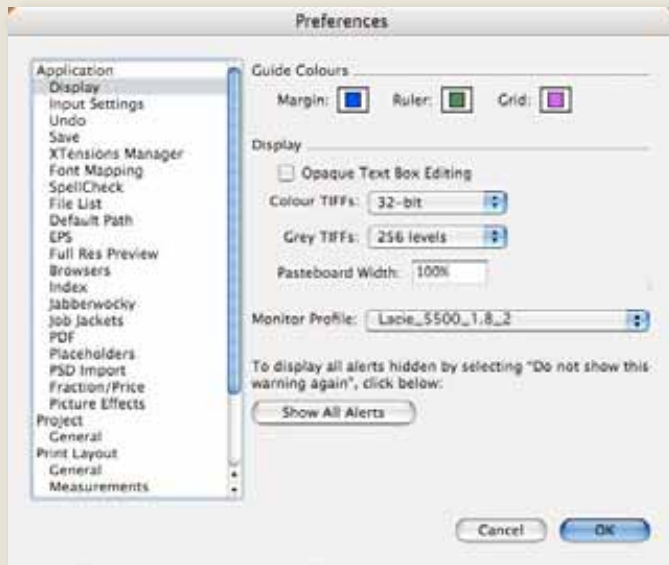 Preferences
Application
Display
Input Settings
Undo
Save
XTensions Manager
Font Mapping
SpellCheck
File List
Default Path
EPS
Full Res Preview
Browsers
Index
Jabberwocky
Job Jackets
PDF
Placeholders
PSD Import
Fraction/Price
Picture Effects
Project
General
Print Layout
General
Measurements
Guide Colours
Margin: Ruler: Grid:
Display
Opaque Text Box Editing
Colour TIFFs: 32-bit
Grey TIFFs: 256 levels
Pasteboard Width: 100%
Monitor Profile: Lacie_S500_1.8_2
To display all alerts hidden by selecting "Do not show this
warning again", click below:
Show All Alerts
Cancel OK